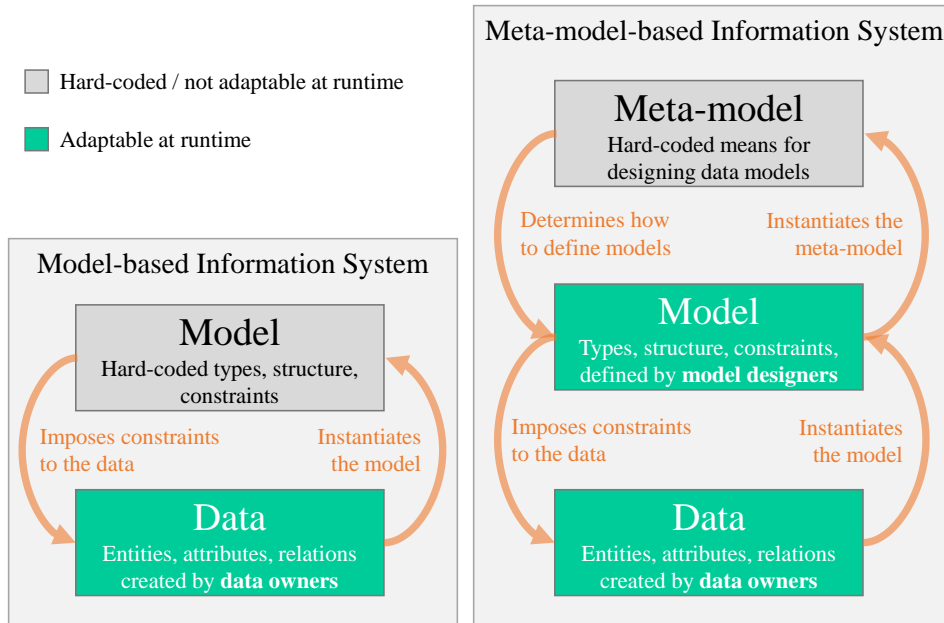 Hard-coded / not adaptable at runtime
Adaptable at runtime
Model-based Information System
Model
Hard-coded types, structure,
constraints
Imposes constraints
to the data
Instantiates
the model
Data
Entities, attributes, relations
created by data owners
Meta-model-based Information System
Meta-model
Hard-coded means for
designing data models
Determines how
to define models
Instantiates the
meta-model
Model
Types, structure, constraints,
defined by model designers
Imposes constraints
to the data
Instantiates
the model
Data
Entities, attributes, relations
created by data owners